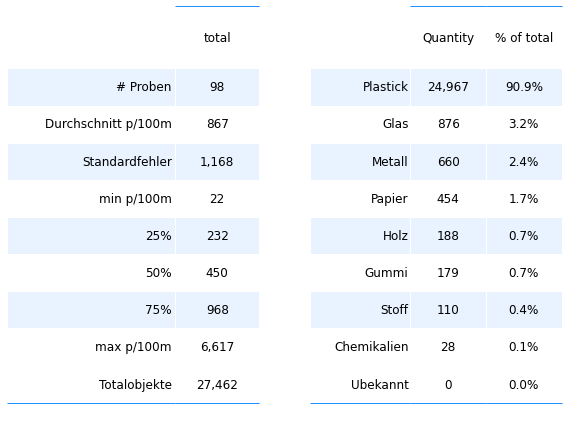 total
# Proben 98
Durchschnitt p/100m 867
Standardfehler 1,168
min p/100m 22
25% 232
50% 450
75% 968
max p/100m 6,617
Totalobjekte 27,462
Quantity % of total
Plastick 24,967 90.9%
Glas 876 3.2%
Metall 660 2.4%
Papier 454 1.7%
Holz 188 0.7%
Gummi 179 0.7%
Stoff 110 0.4%
Chemikalien 28 0.1%
Ubekannt 0 0.0%